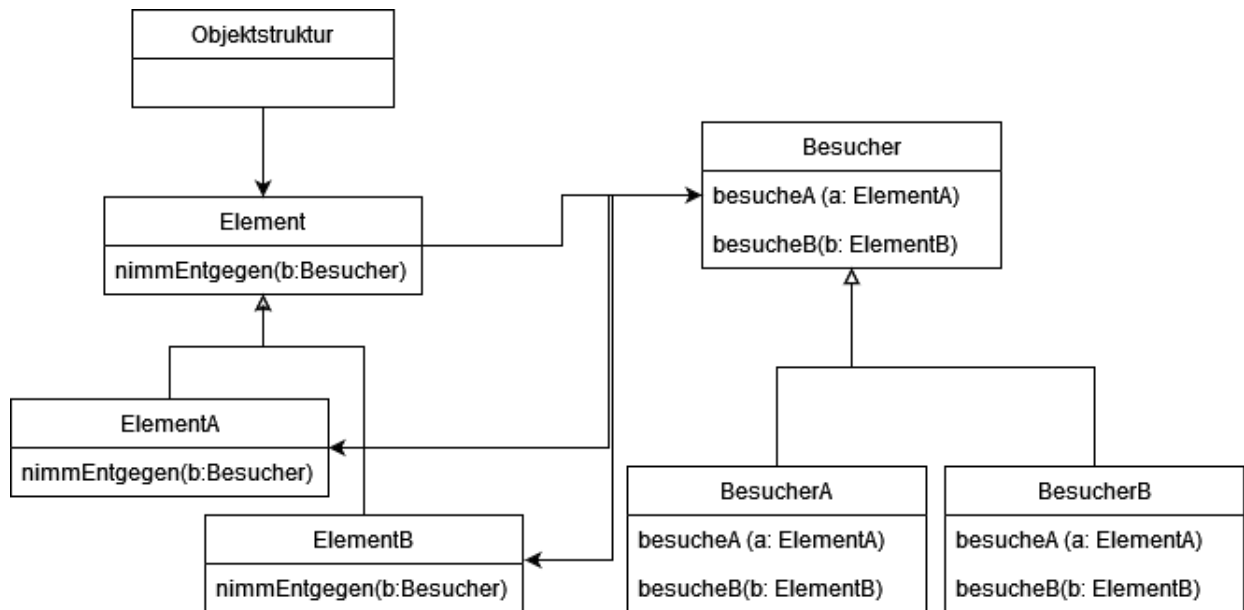 Objektstruktur
Besucher
besucheA (a: ElementA)
besucheB(b: ElementB)
Element
nimmEntgegen(b:Besucher)
ElementA
nimmEntgegen(b:Besucher)
ElementB
nimmEntgegen(b:Besucher)
BesucherA
besucheA (a: ElementA)
besucheB(b: ElementB)
BesucherB
besucheA (a: ElementA)
besucheB(b: ElementB)